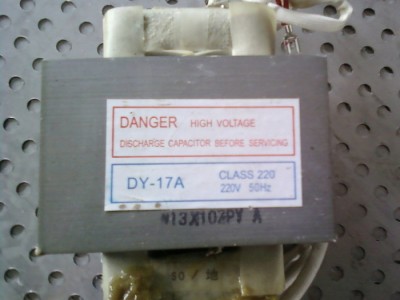 DANGER HIGH VOLTAGE
DISCHARGE CAPACITOR BEFORE SERVICING
DY-17A CLASS 220
220V 50Hz